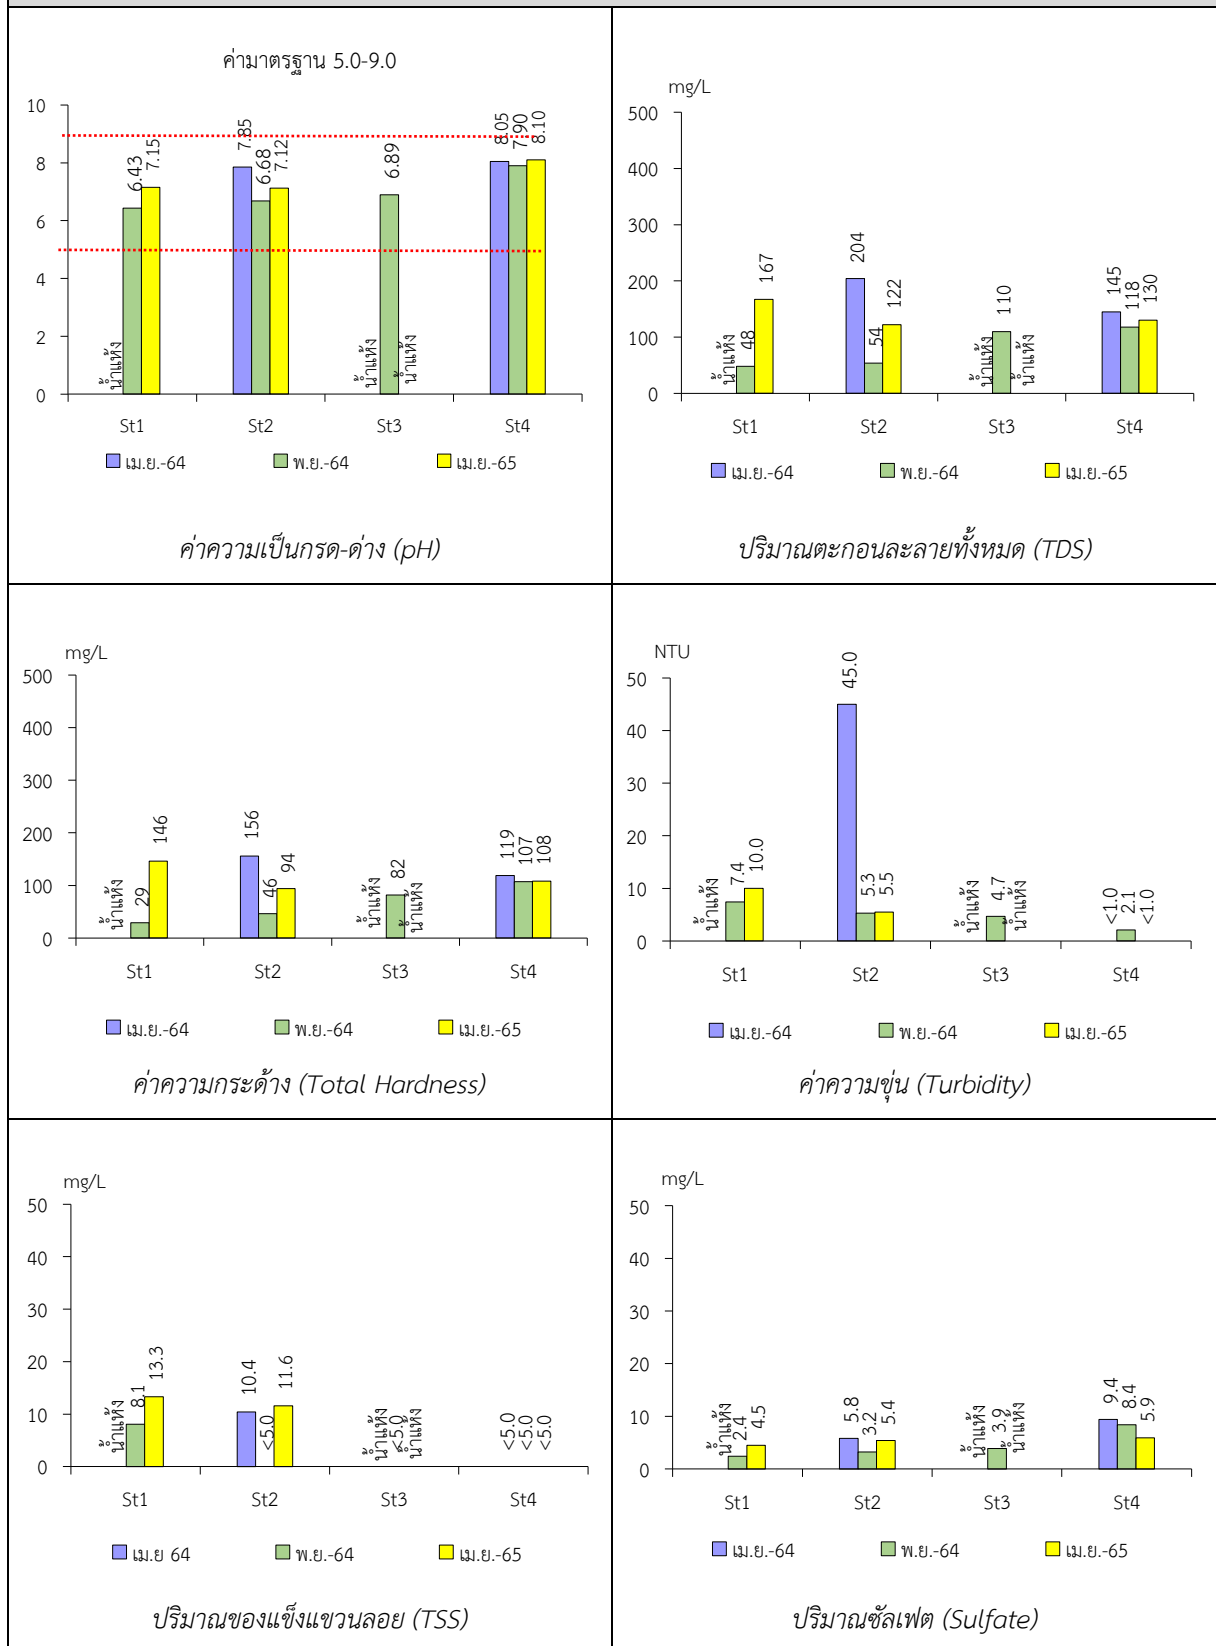 ค่ามาตรฐาน 5.0-9.0
10
8
6
4
2
0
น้ำแห้ง
6.43
7.15
7.85
6.68
7.12
น้ำแห้ง
6.89
น้ำแห้ง
8.05
7.90
8.10
St1 St2 St3 St4
เม.ย.-64 พ.ย.-64 เม.ย.-65
ค่าความเป็นกรด-ด่าง (pH)
mg/L
500
400
300
200
100
0
น้ำแห้ง
48
167
204
54
122
น้ำแห้ง
110
น้ำแห้ง
145
118
130
St1 St2 St3 St4
เม.ย.-64 พ.ย.-64 เม.ย.-65
ปริมาณตะกอนละลายทั้งหมด (TDS)
mg/L
500
400
300
200
100
0
น้ำแห้ง
29
146
156
46
94
น้ำแห้ง
82
น้ำแห้ง
119
107
108
St1 St2 St3 St4
เม.ย.-64 พ.ย.-64 เม.ย.-65
ค่าความกระด้าง (Total Hardness)
NTU
50
40
30
20
10
0
น้ำแห้ง
7.4
10.0
45.0
5.3
5.5
น้ำแห้ง
4.7
น้ำแห้ง
<1.0
2.1
<1.0
St1 St2 St3 St4
เม.ย.-64 พ.ย.-64 เม.ย.-65
ค่าความขุ่น (Turbidity)
mg/L
50
40
30
20
10
0
น้ำแห้ง
8.1
13.3
10.4
<5.0
11.6
น้ำแห้ง
<5.0
น้ำแห้ง
<5.0
<5.0
<5.0
St1 St2 St3 St4
เม.ย 64 พ.ย.-64 เม.ย.-65
ปริมาณของแข็งแขวนลอย (TSS)
mg/L
50
40
30
20
10
0
น้ำแห้ง
2.4
4.5
5.8
3.2
5.4
น้ำแห้ง
3.9
น้ำแห้ง
9.4
8.4
5.9
St1 St2 St3 St4
เม.ย.-64 พ.ย.-64 เม.ย.-65
ปริมาณซัลเฟต (Sulfate)